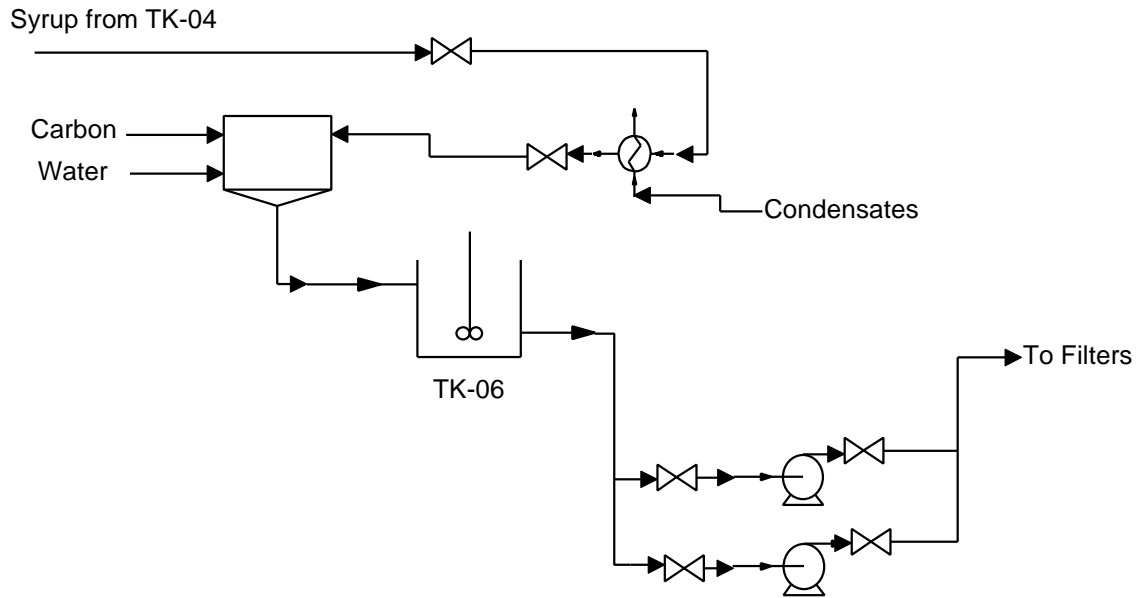 Syrup from TK-04
Carbon
Water
Condensates
TK-06
To Filters